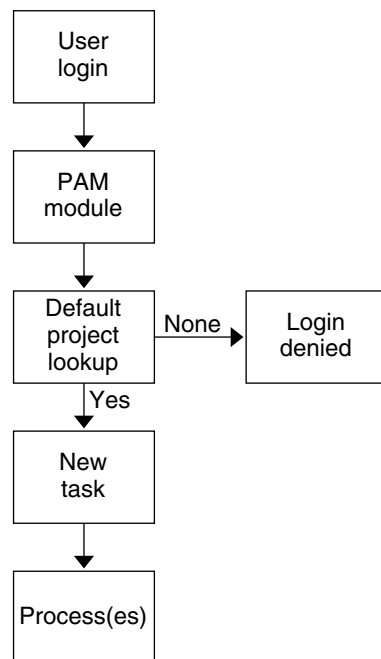 User
login
PAM
module
Default
project
lookup
None
Login
denied
Yes
New
task
Process(es)